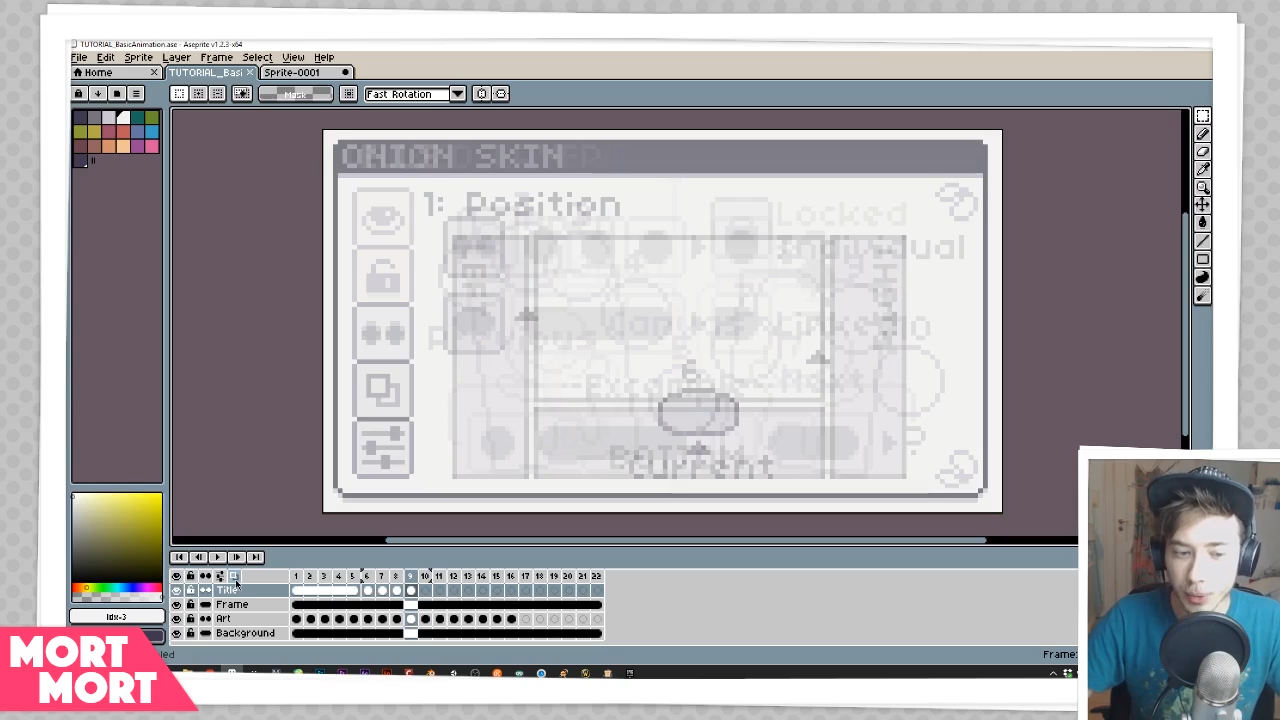 TUTORIAL_BasicAnimation.ase - Aseprite v1.2.3-x64
File Edit Sprite Layer Frame Select View Help
Home TUTORIAL_Basi Sprite-0001
Mask Fast Rotation
ONION SKIN
1: Position
Locked
Individual
Current
1 2 3 4 5 6 7 8 9 10 11 12 13 14 15 16 17 18 19 20 21 22
Title
Frame
Art
Background
Idx-3
Frame:
MORT
MORT